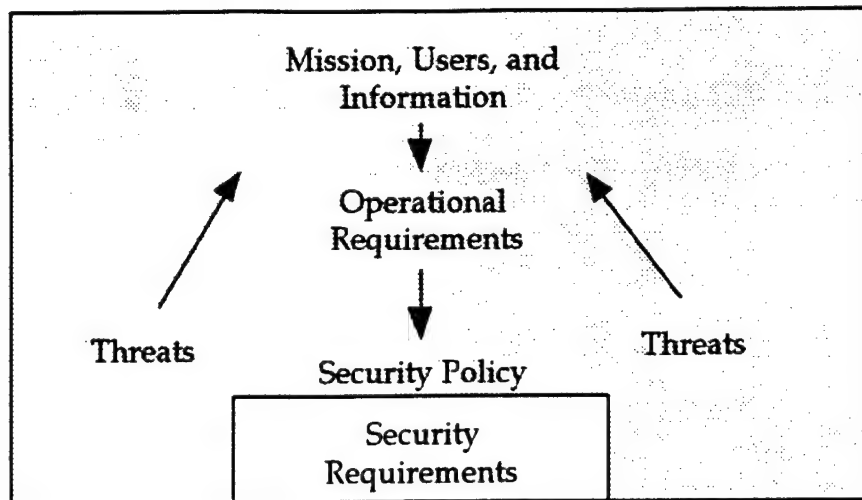 Mission, Users, and
Information
Operational
Requirements
Threats
Threats
Security Policy
Security
Requirements